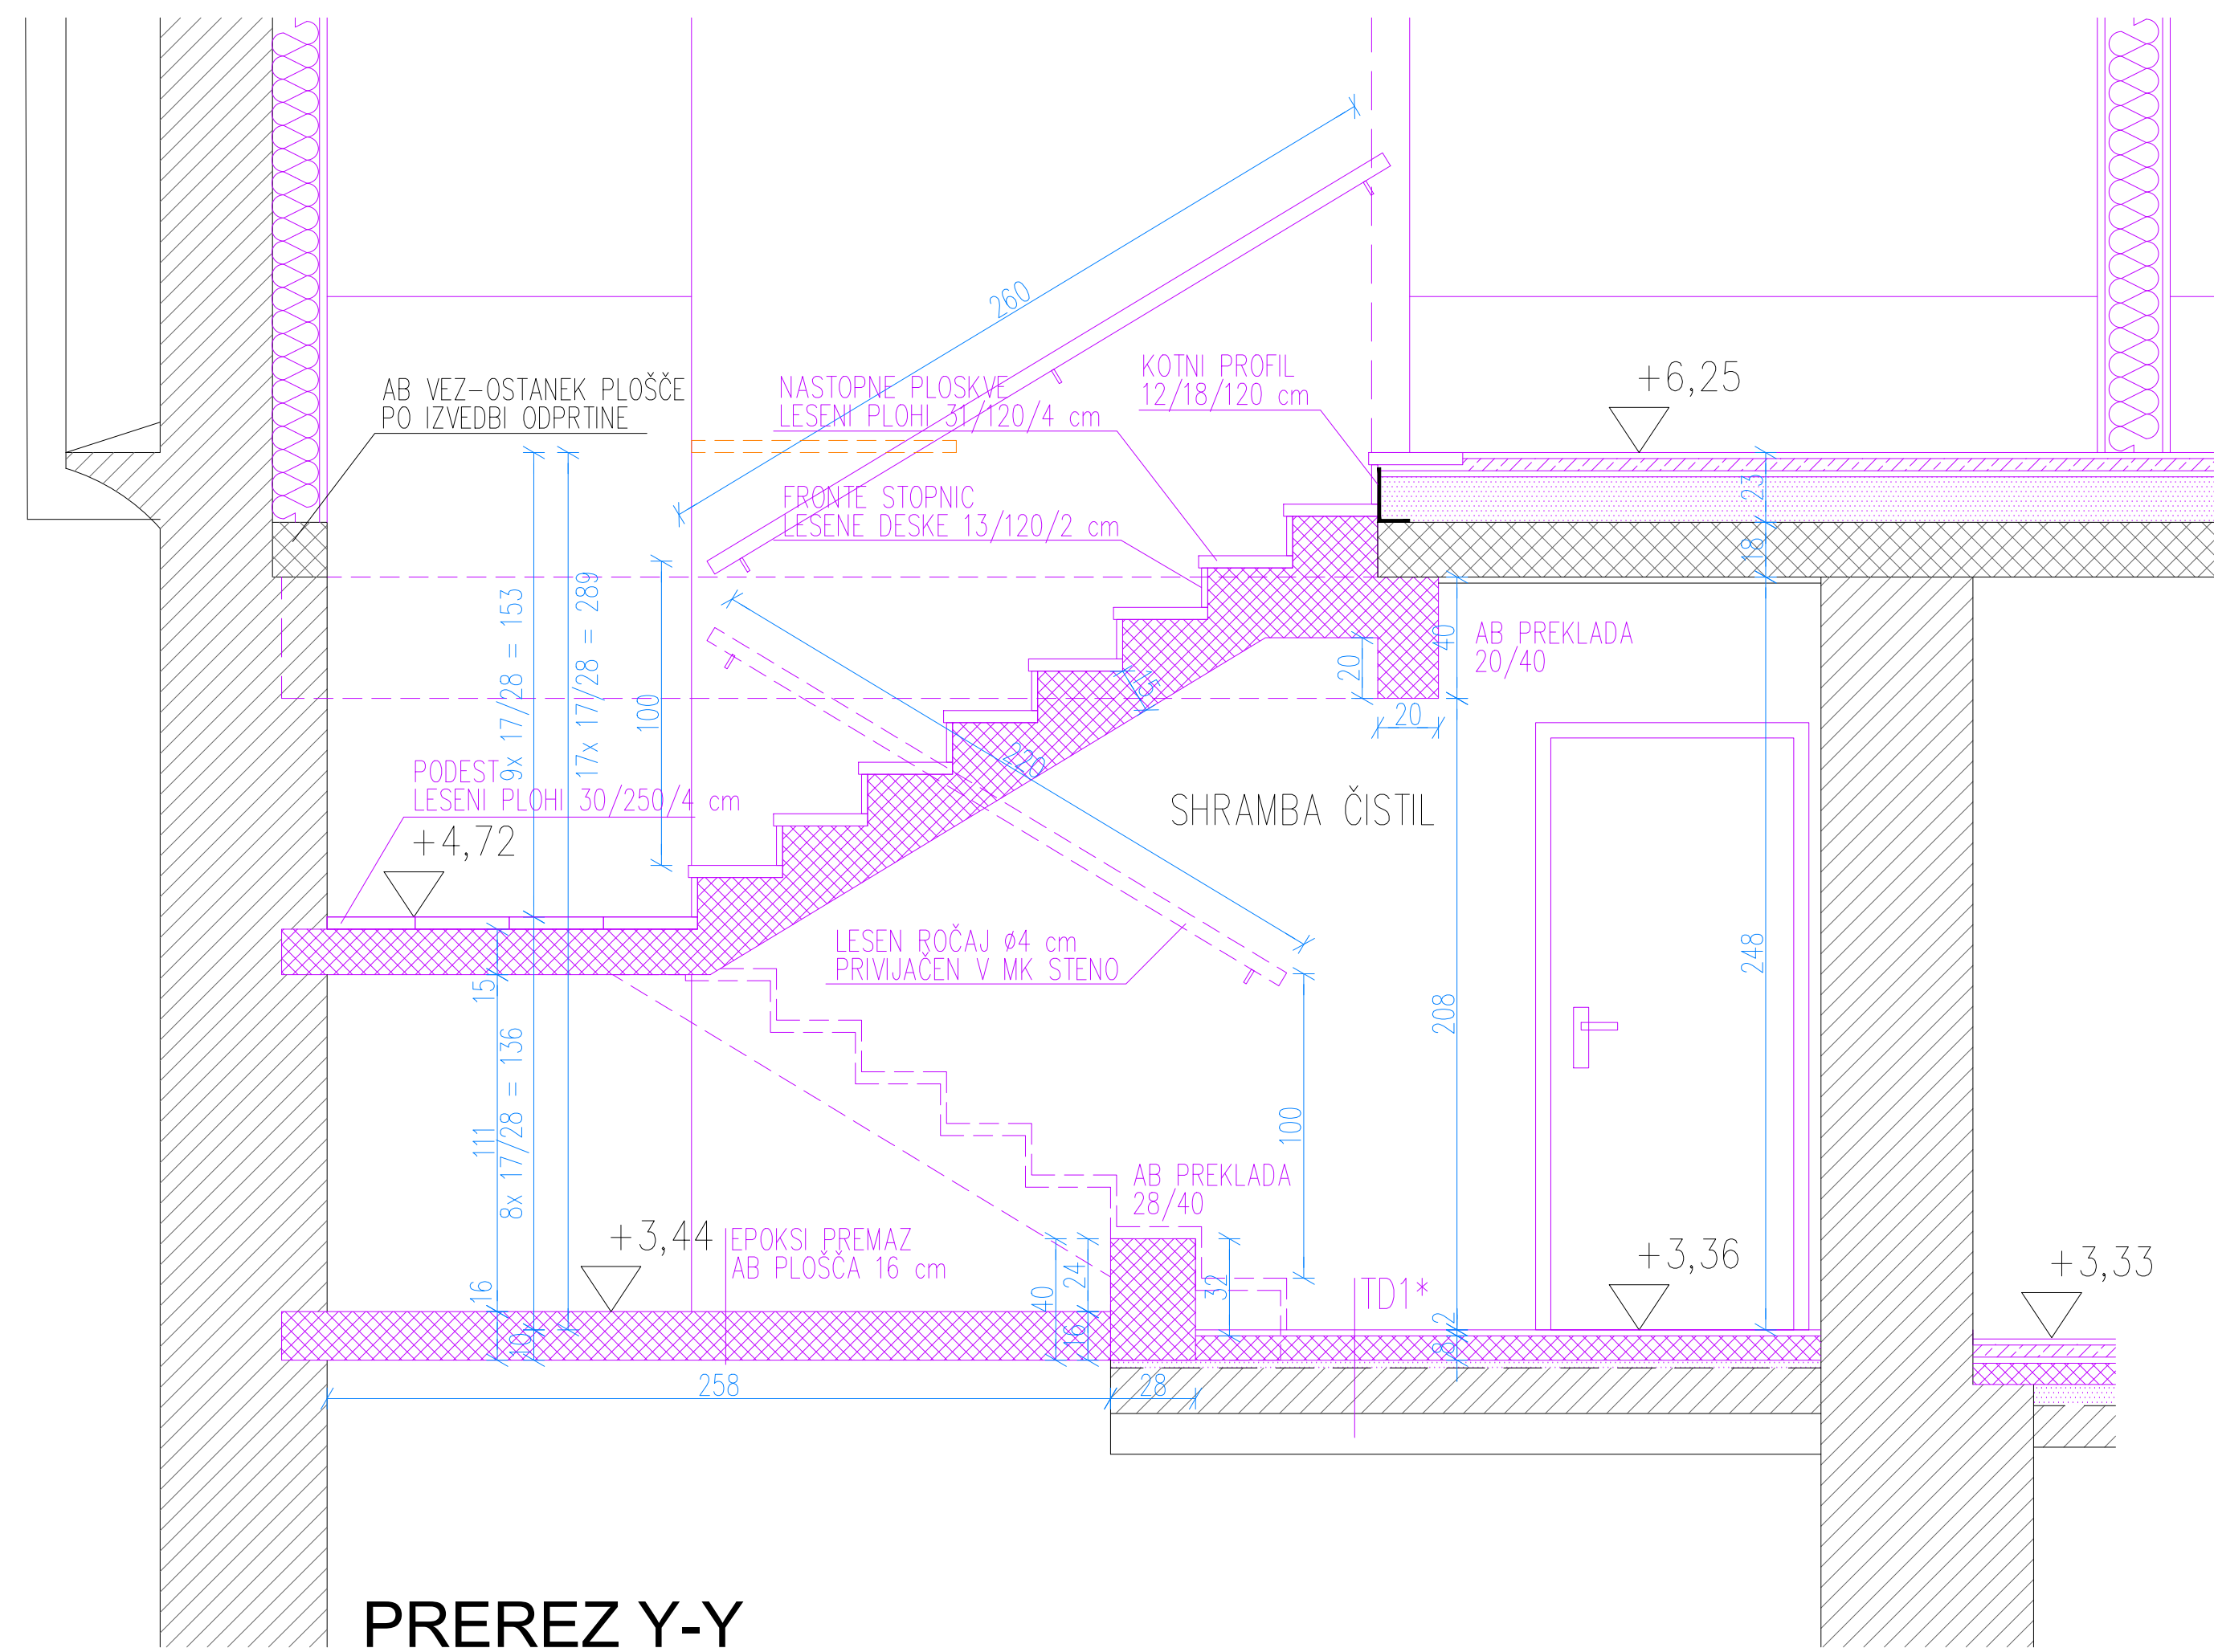 260
KOTNI PROFIL
12/18/120 cm
+6,25
AB VEZ-OSTANEK PLOŠČE
PO IZVEDBI ODPRTINE
NASTOPNE PLOSKVE
LESENI PLOHI 31/120/4 cm
FRONTE STOPNIC
LESENE DESKE 13/120/2 cm
23
18
9x 17/28 = 153
17x 17/28 = 289
100
15
20
20
40
AB PREKLADA
20/40
PODEST
LESENI PLOHI 30/250/4 cm
+4,72
220
SHRAMBA ČISTIL
LESEN ROČAJ ø4 cm
PRIVIJAČEN V MK STENO
15
111
8x 17/28 = 136
16
10
208
248
100
AB PREKLADA
28/40
+3,44
EPOKSI PREMAZ
AB PLOŠČA 16 cm
40
24
16
32
TD1*
+3,36
+3,33
2
8
258
28
PREREZ Y-Y